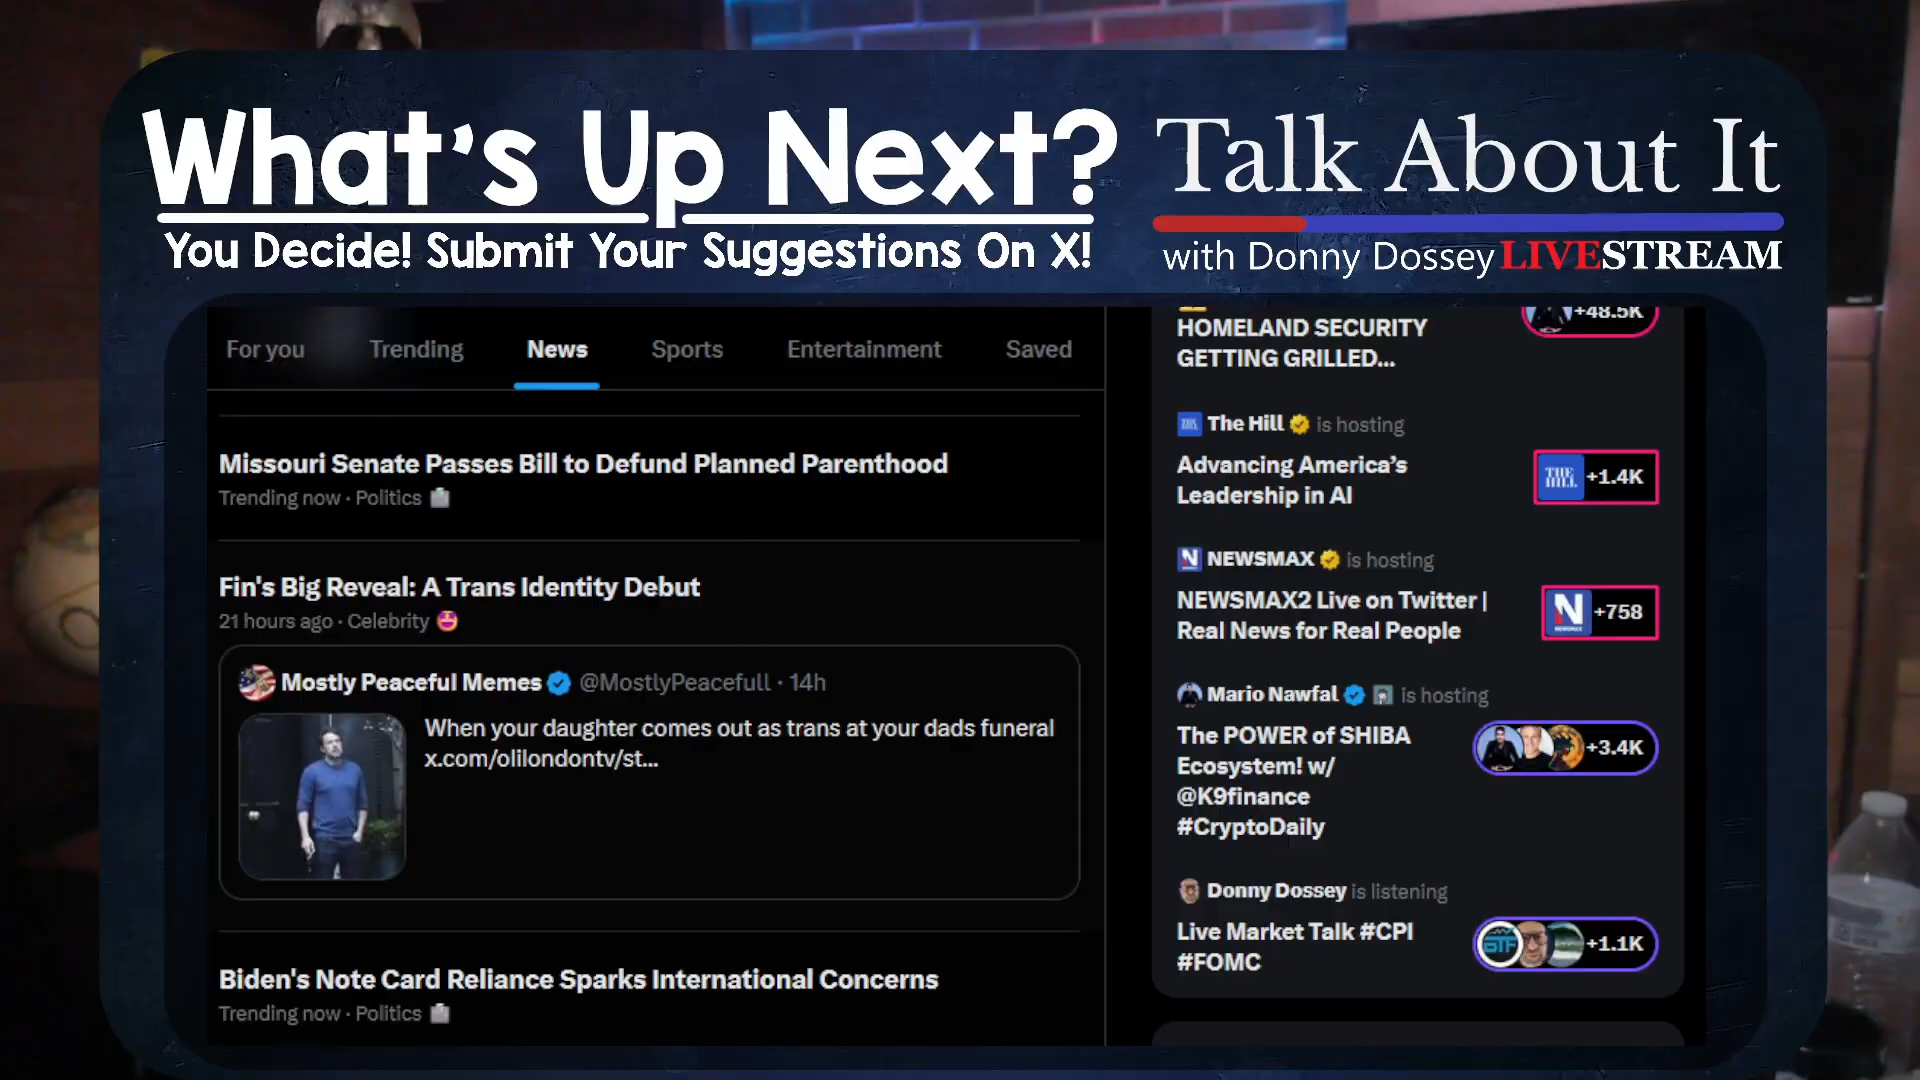 What's Up Next?
You Decide! Submit Your Suggestions On X!
Talk About It
with Donny Dossey LIVESTREAM
For you Trending News Sports Entertainment Saved
Missouri Senate Passes Bill to Defund Planned Parenthood
Trending now · Politics
Fin's Big Reveal: A Trans Identity Debut
21 hours ago · Celebrity 🤩
Mostly Peaceful Memes @MostlyPeacefull · 14h
When your daughter comes out as trans at your dads funeral
x.com/olilondontv/st...
Biden's Note Card Reliance Sparks International Concerns
Trending now · Politics
+48.5K
HOMELAND SECURITY
GETTING GRILLED...
The Hill is hosting
Advancing America's
Leadership in AI
THE HILL +1.4K
NEWSMAX is hosting
NEWSMAX2 Live on Twitter |
Real News for Real People
N +758
Mario Nawfal is hosting
The POWER of SHIBA
Ecosystem! w/
@K9finance
#CryptoDaily
+3.4K
Donny Dossey is listening
Live Market Talk #CPI
#FOMC
+1.1K